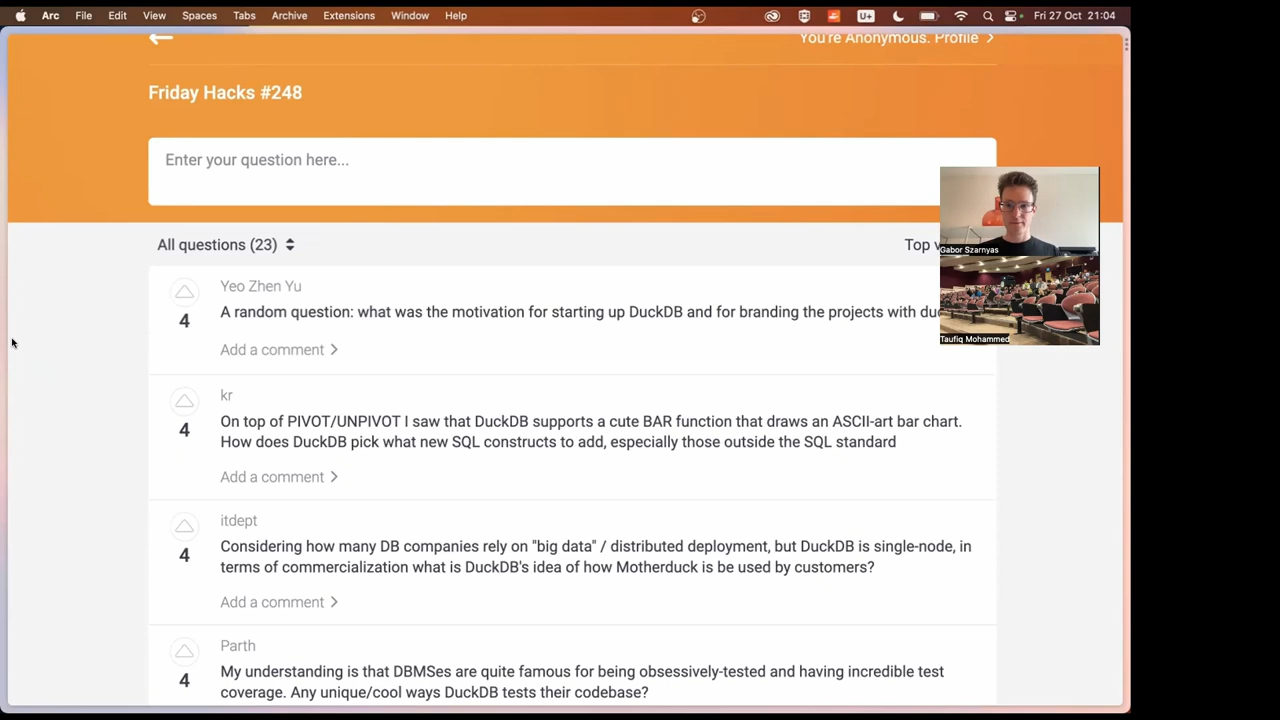 Arc File Edit View Spaces Tabs Archive Extensions Window Help U+ Fri 27 Oct 21:04
You're Anonymous. Profile
Friday Hacks #248
Enter your question here...
All questions (23)
Top
Gabor Szarnyas
Yeo Zhen Yu
4
A random question: what was the motivation for starting up DuckDB and for branding the projects with
Taufiq Mohammed
Add a comment
kr
4
On top of PIVOT/UNPIVOT I saw that DuckDB supports a cute BAR function that draws an ASCII-art bar chart.
How does DuckDB pick what new SQL constructs to add, especially those outside the SQL standard
Add a comment
itdept
4
Considering how many DB companies rely on "big data" / distributed deployment, but DuckDB is single-node, in
terms of commercialization what is DuckDB's idea of how Motherduck is be used by customers?
Add a comment
Parth
4
My understanding is that DBMSes are quite famous for being obsessively-tested and having incredible test
coverage. Any unique/cool ways DuckDB tests their codebase?